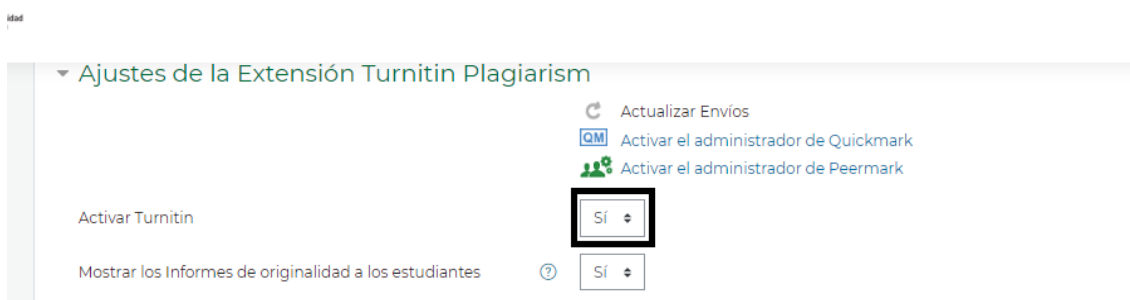 idad
Ajustes de la Extensión Turnitin Plagiarism
Actualizar Envíos
QM Activar el administrador de Quickmark
Activar el administrador de Peermark
Activar Turnitin Sí
Mostrar los Informes de originalidad a los estudiantes ? Sí